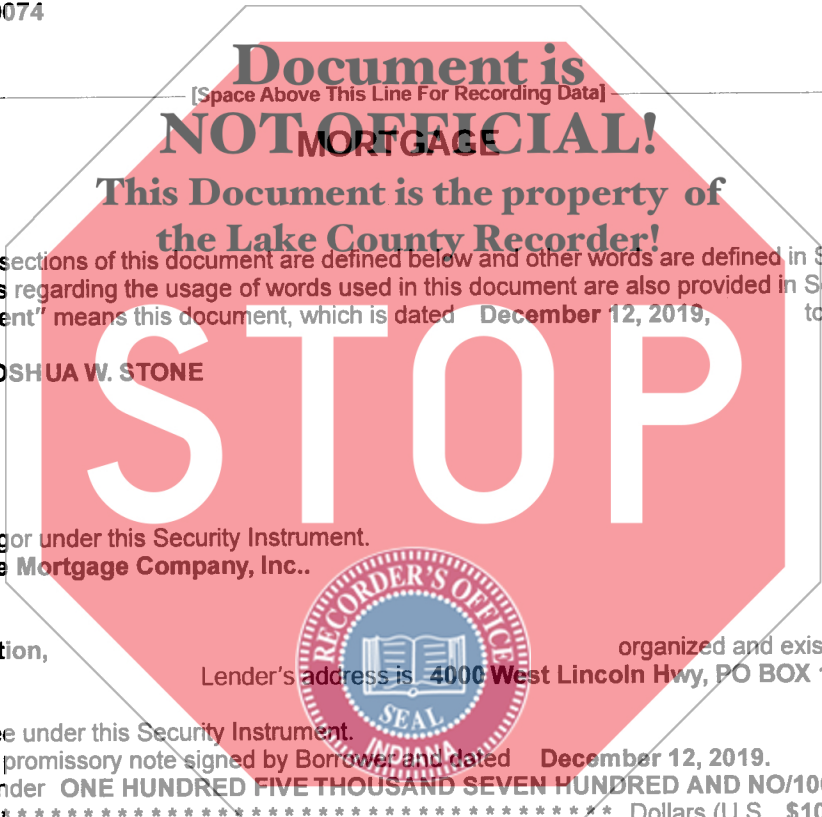 0074
Document is
[Space Above This Line For Recording Data]
NOT OFFICIAL!
MORTGAGE
This Document is the property of
the Lake County Recorder!
sections of this document are defined below and other words are defined in S
s regarding the usage of words used in this document are also provided in S
ent" means this document, which is dated December 12, 2019, to
OSHUA W. STONE
STOP
gor under this Security Instrument.
e Mortgage Company, Inc..
RECORDER'S OFFICE
tion, organized and exis
Lender's address is 4000 West Lincoln Hwy, PO BOX 1
SEAL
e under this Security Instrument.
INDIANA
promissory note signed by Borrower and dated December 12, 2019.
nder ONE HUNDRED FIVE THOUSAND SEVEN HUNDRED AND NO/100
* * * * * * * * * * * * * * * * * * * * * * * * * * * * * * * * * * * * Dollars (U.S. $10